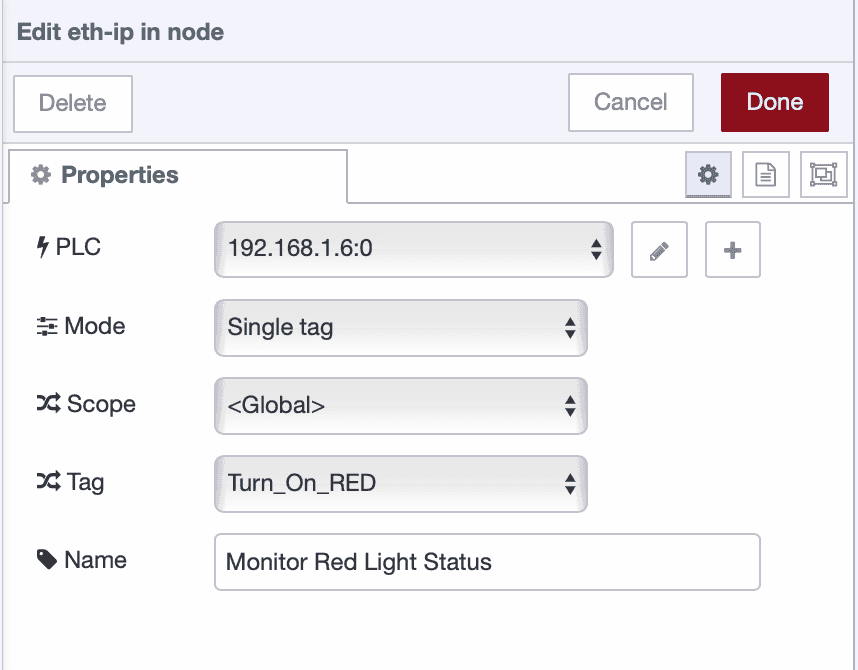 Edit eth-ip in node
Delete
Cancel
Done
Properties
PLC
192.168.1.6:0
Mode
Single tag
Scope
<Global>
Tag
Turn_On_RED
Name
Monitor Red Light Status